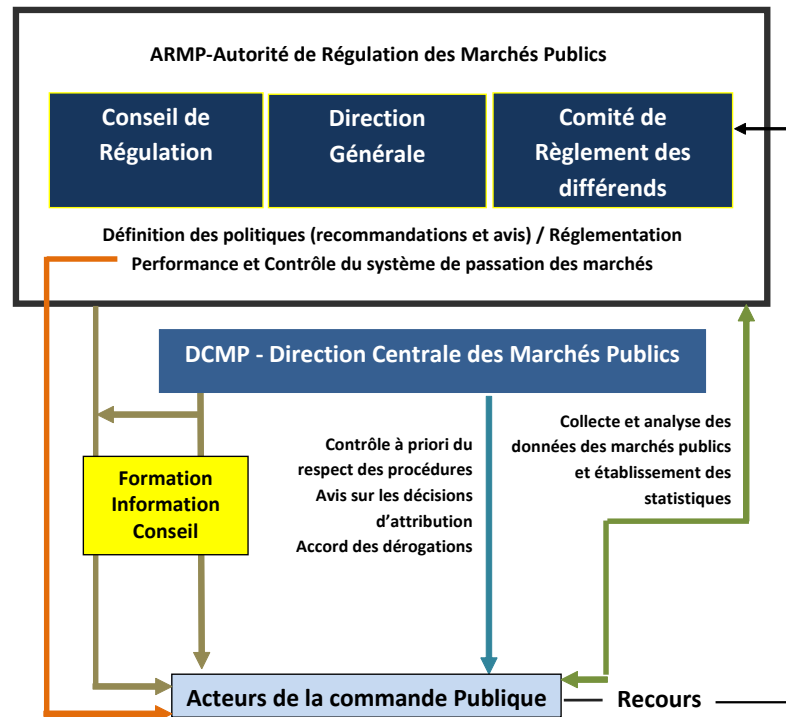 ARMP-Autorité de Régulation des Marchés Publics
Conseil de
Régulation
Direction
Générale
Comité de
Règlement des
différends
Définition des politiques (recommandations et avis) / Réglementation
Performance et Contrôle du système de passation des marchés
DCMP - Direction Centrale des Marchés Publics
Formation
Information
Conseil
Contrôle à priori du
respect des procédures
Avis sur les décisions
d'attribution
Accord des dérogations
Collecte et analyse des
données des marchés publics
et établissement des
statistiques
Acteurs de la commande Publique
Recours